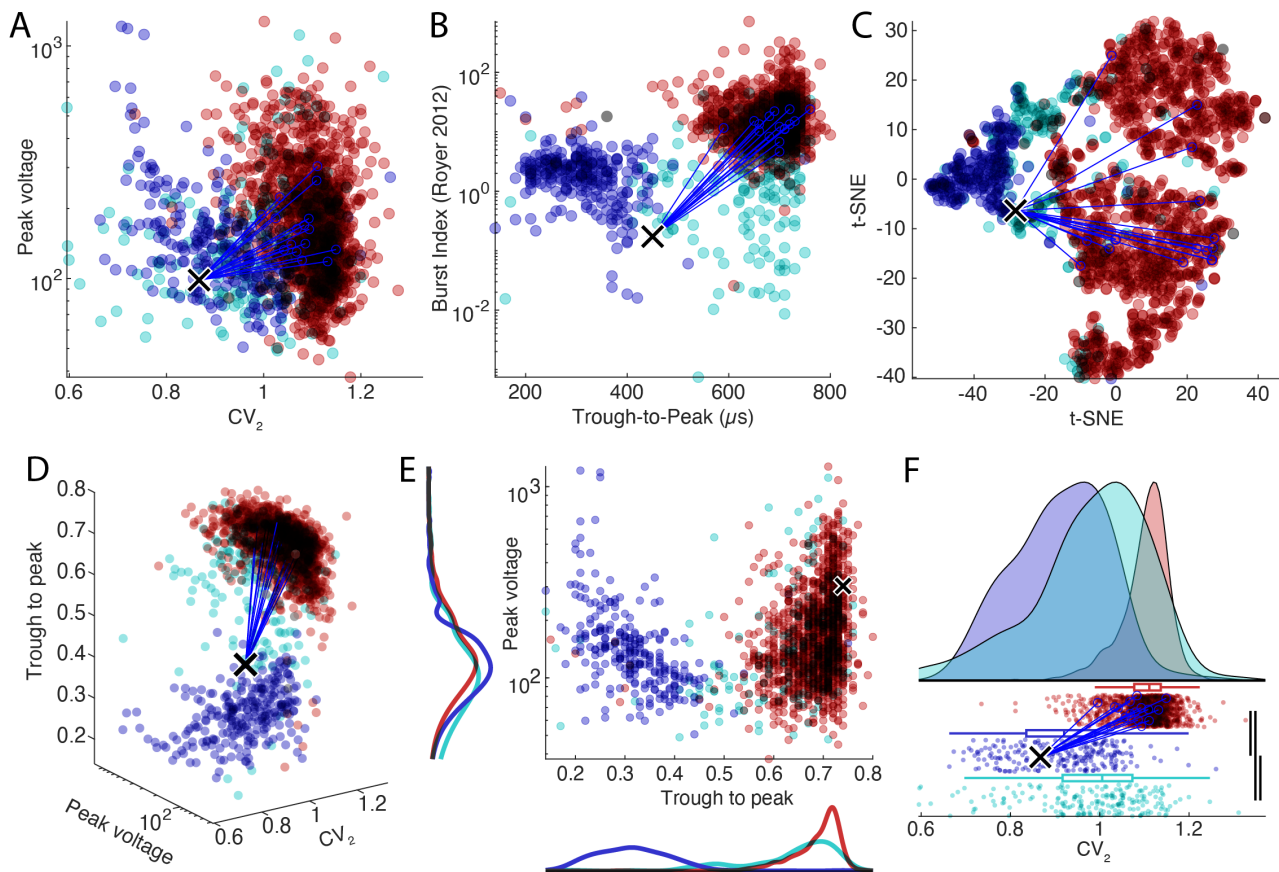 A
10³
10²
Peak voltage
0.6 0.8 1 1.2
CV₂
B
10²
10⁰
10⁻²
Burst Index (Royer 2012)
200 400 600 800
Trough-to-Peak (µs)
C
30
20
10
0
-10
-20
-30
-40
t-SNE
-40 -20 0 20 40
t-SNE
D
0.8
0.7
0.6
0.5
0.4
0.3
0.2
Trough to peak
10²
Peak voltage
0.6 0.8 1 1.2
CV₂
E
10³
10²
Peak voltage
0.2 0.3 0.4 0.5 0.6 0.7 0.8
Trough to peak
F
0.6 0.8 1 1.2
CV₂